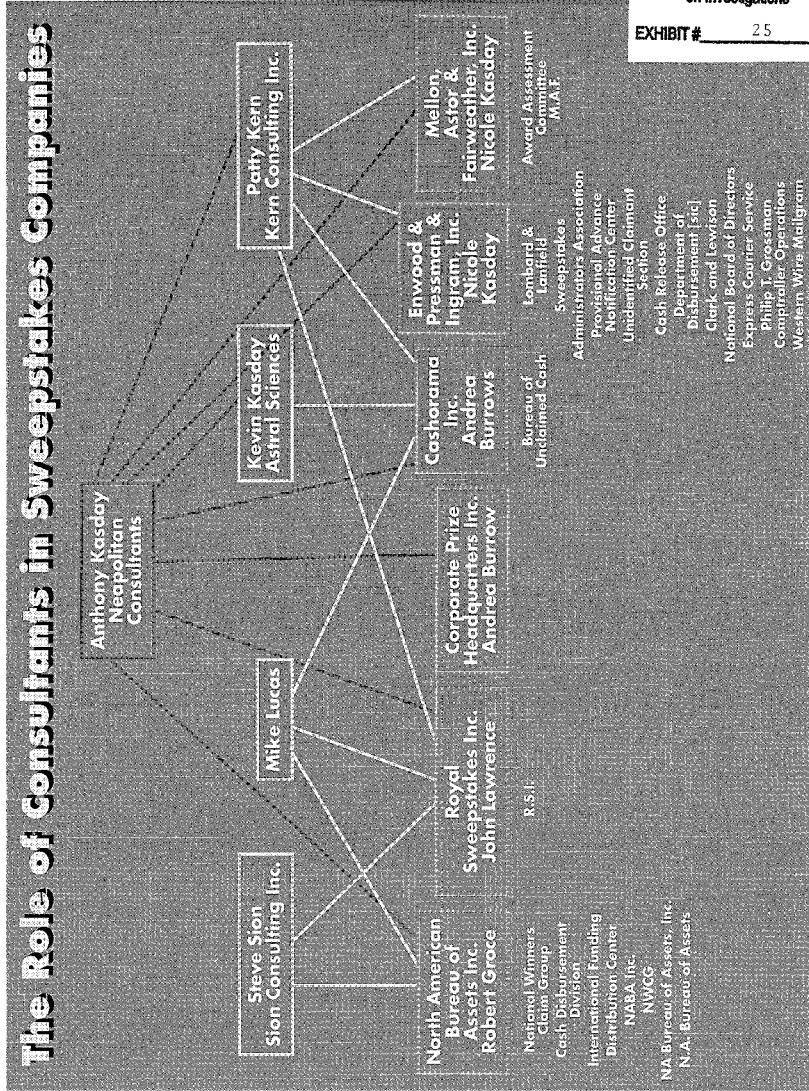 on Investigations
EXHIBIT # 25
The Role of Consultants in Sweepstakes Companies
Anthony Kasday
Neapolitan
Consultants
Steve Sion
Sion Consulting Inc.
Mike Lucas
Kevin Kasday
Astral Sciences
Patty Kern
Kern Consulting Inc.
North American
Bureau of
Assets Inc.
Robert Groce
Royal
Sweepstakes Inc.
John Lawrence
Corporate Prize
Headquarters Inc.
Andrea Burrow
Cashorama
Inc.
Andrea
Burrows
Enwood &
Pressman &
Ingram, Inc.
Nicole
Kasday
Mellon,
Astor &
Fairweather, Inc.
Nicole Kasday
National Winners
Claim Group
Cash Disbursement
Division
International Funding
Distribution Center
NABA Inc.
NWCG
NA Bureau of Assets, Inc.
N.A. Bureau of Assets
R.S.I.
Bureau of
Unclaimed Cash
Lombard &
Lanfield
Sweepstakes
Administrators Association
Provisional Advance
Notification Center
Unidentified Claimant
Section
Cash Release Office
Department of
Disbursement [sic]
Clark and Lewrison
National Board of Directors
Express Courier Service
Philip T. Grossman
Comptroller Operations
Western Wire Mailgram
Award Assessment
Committee
M.A.F.